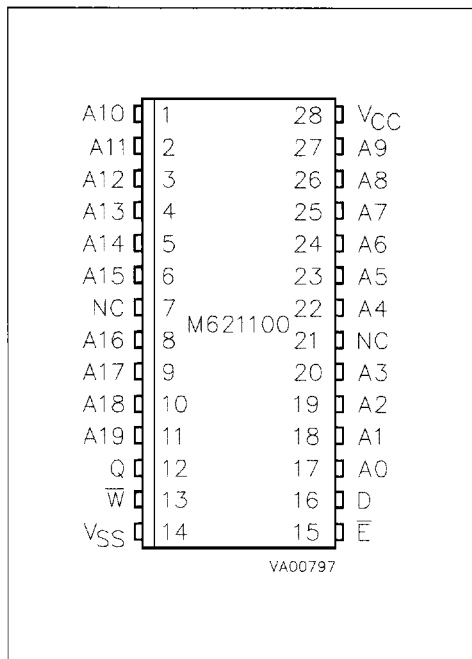 A10 1 28 VCC
A11 2 27 A9
A12 3 26 A8
A13 4 25 A7
A14 5 24 A6
A15 6 23 A5
NC 7 22 A4
M621100
A16 8 21 NC
A17 9 20 A3
A18 10 19 A2
A19 11 18 A1
Q 12 17 A0
W̅ 13 16 D
VSS 14 15 E̅
VA00797